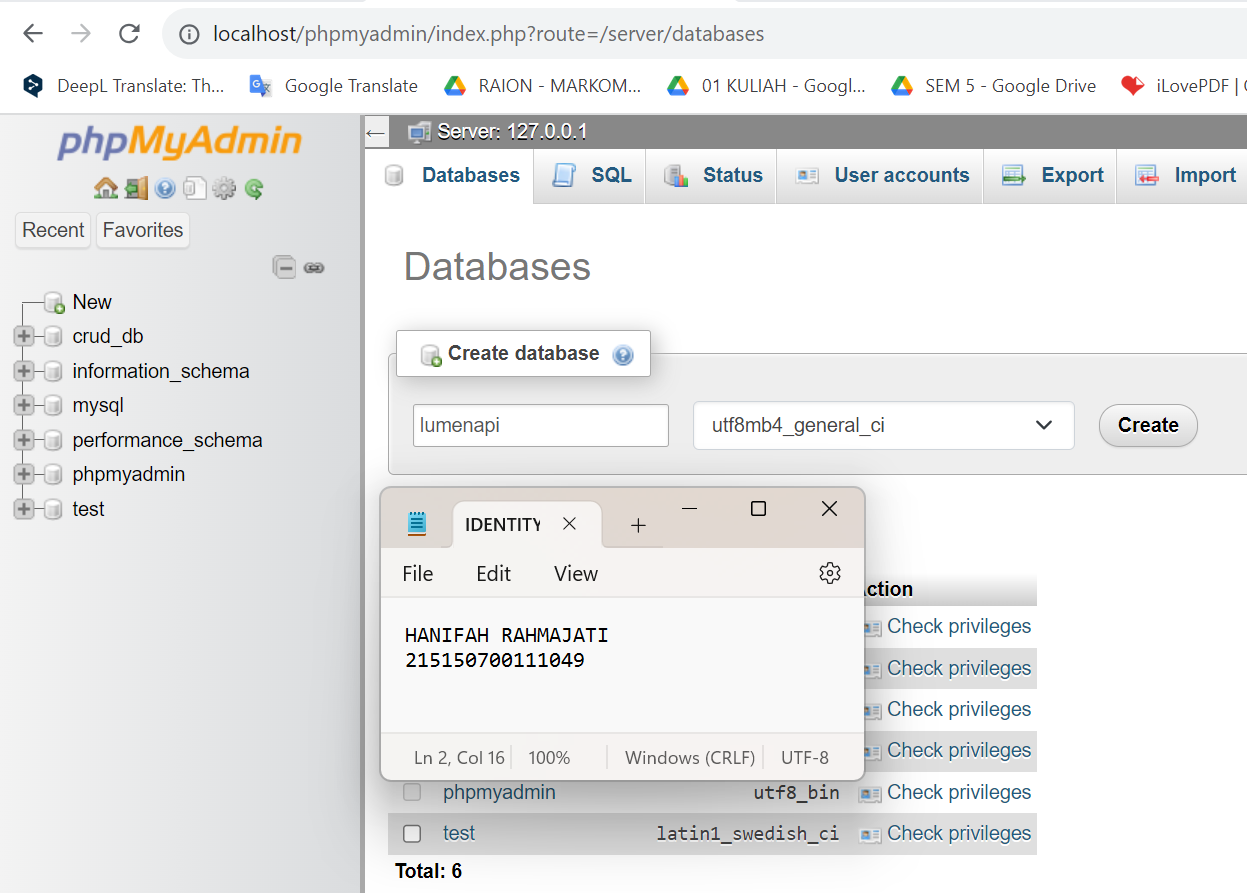 localhost/phpmyadmin/index.php?route=/server/databases
DeepL Translate: Th...
Google Translate
RAION - MARKOM...
01 KULIAH - Googl...
SEM 5 - Google Drive
iLovePDF |
phpMyAdmin
Recent
Favorites
New
crud_db
information_schema
mysql
performance_schema
phpmyadmin
test
Server: 127.0.0.1
Databases
SQL
Status
User accounts
Export
Import
Databases
Create database
lumenapi
utf8mb4_general_ci
Create
IDENTITY
File
Edit
View
HANIFAH RAHMAJATI
215150700111049
Ln 2, Col 16
100%
Windows (CRLF)
UTF-8
Action
Check privileges
Check privileges
Check privileges
Check privileges
phpmyadmin utf8_bin Check privileges
test latin1_swedish_ci Check privileges
Total: 6